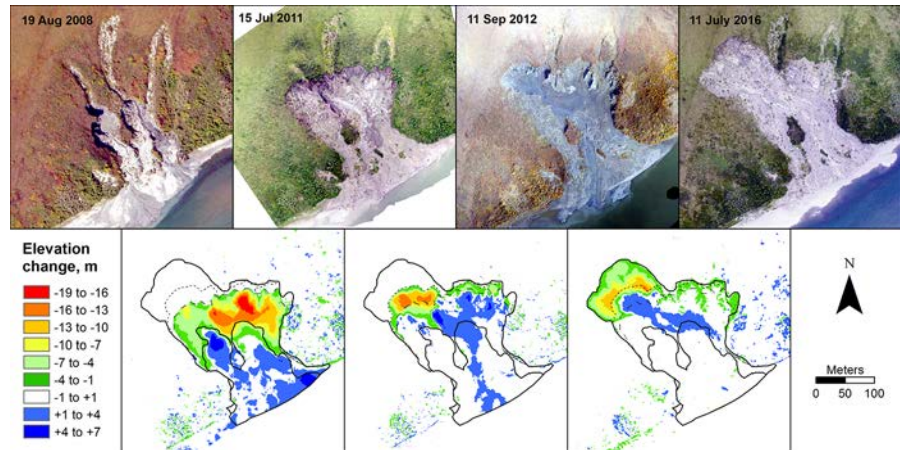 19 Aug 2008
15 Jul 2011
11 Sep 2012
11 July 2016
Elevation
change, m
-19 to -16
-16 to -13
-13 to -10
-10 to -7
-7 to -4
-4 to -1
-1 to +1
+1 to +4
+4 to +7
N
Meters
0 50 100